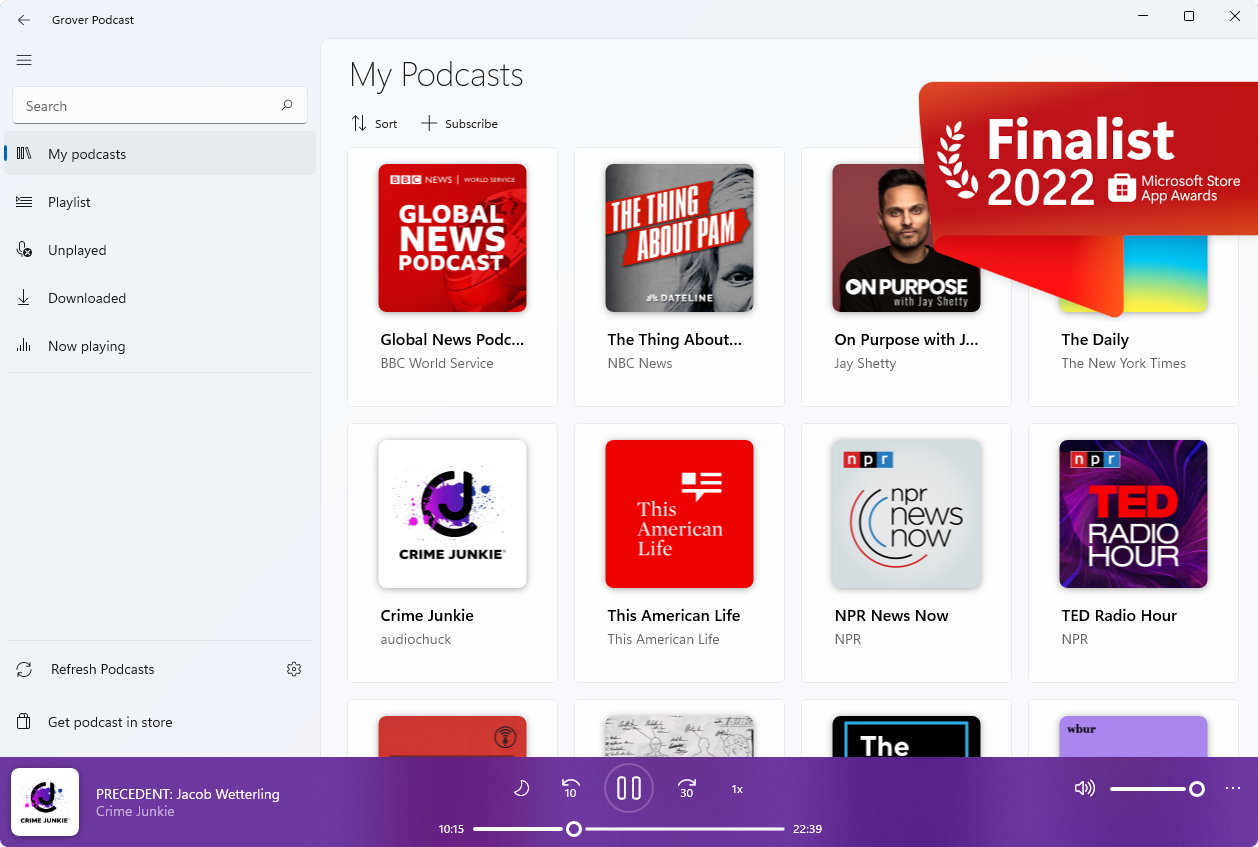 Grover Podcast
Search
My podcasts
Playlist
Unplayed
Downloaded
Now playing
Refresh Podcasts
Get podcast in store
My Podcasts
Sort
Subscribe
Finalist
2022
Microsoft Store
App Awards
BBC NEWS | WORLD SERVICE
GLOBAL
NEWS
PODCAST
Global News Podc...
BBC World Service
THE THING
ABOUT PAM
DATELINE
The Thing About...
NBC News
ON PURPOSE
with Jay Shetty
On Purpose with J...
Jay Shetty
The Daily
The New York Times
CRIME JUNKIE
Crime Junkie
audiochuck
This
American
Life
This American Life
This American Life
npr
npr
news
now
NPR News Now
NPR
npr
TED
RADIO
HOUR
TED Radio Hour
NPR
The
wbur
CRIME JUNKIE
PRECEDENT: Jacob Wetterling
Crime Junkie
10
30
1x
10:15
22:39